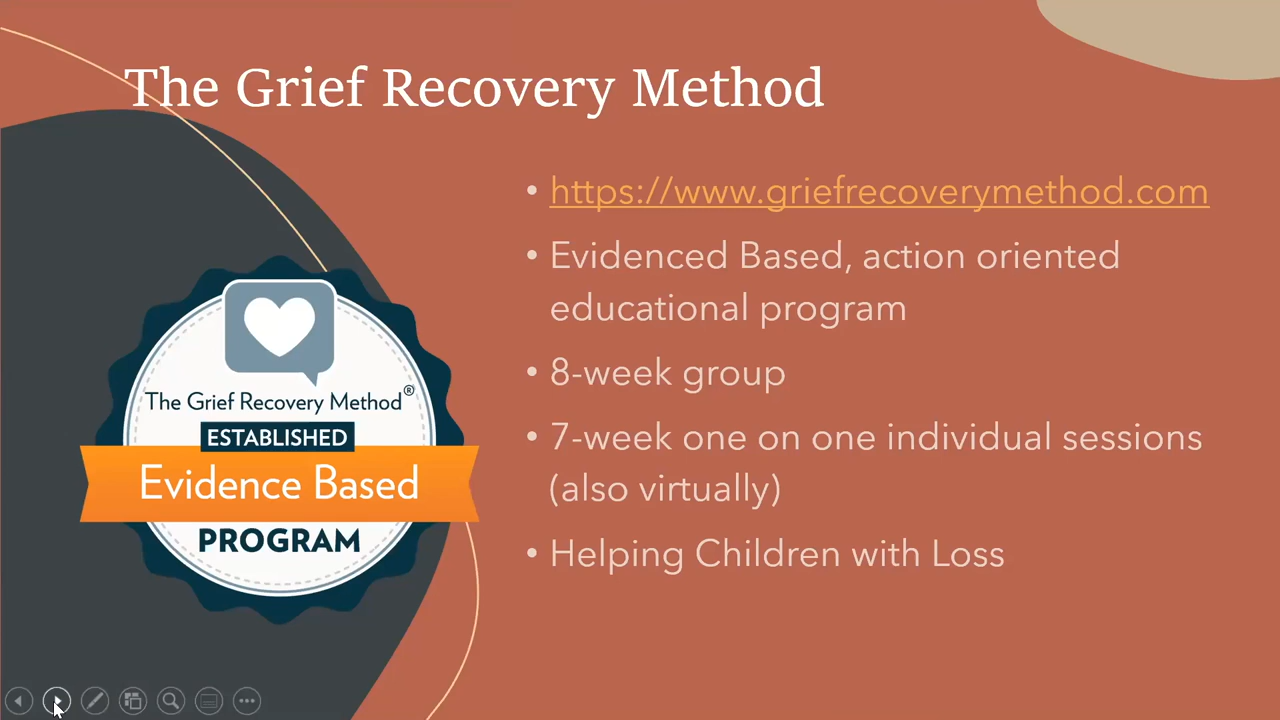 The Grief Recovery Method
• https://www.griefrecoverymethod.com
• Evidenced Based, action oriented
educational program
• 8-week group
• 7-week one on one individual sessions
(also virtually)
• Helping Children with Loss
The Grief Recovery Method®
ESTABLISHED
Evidence Based
PROGRAM